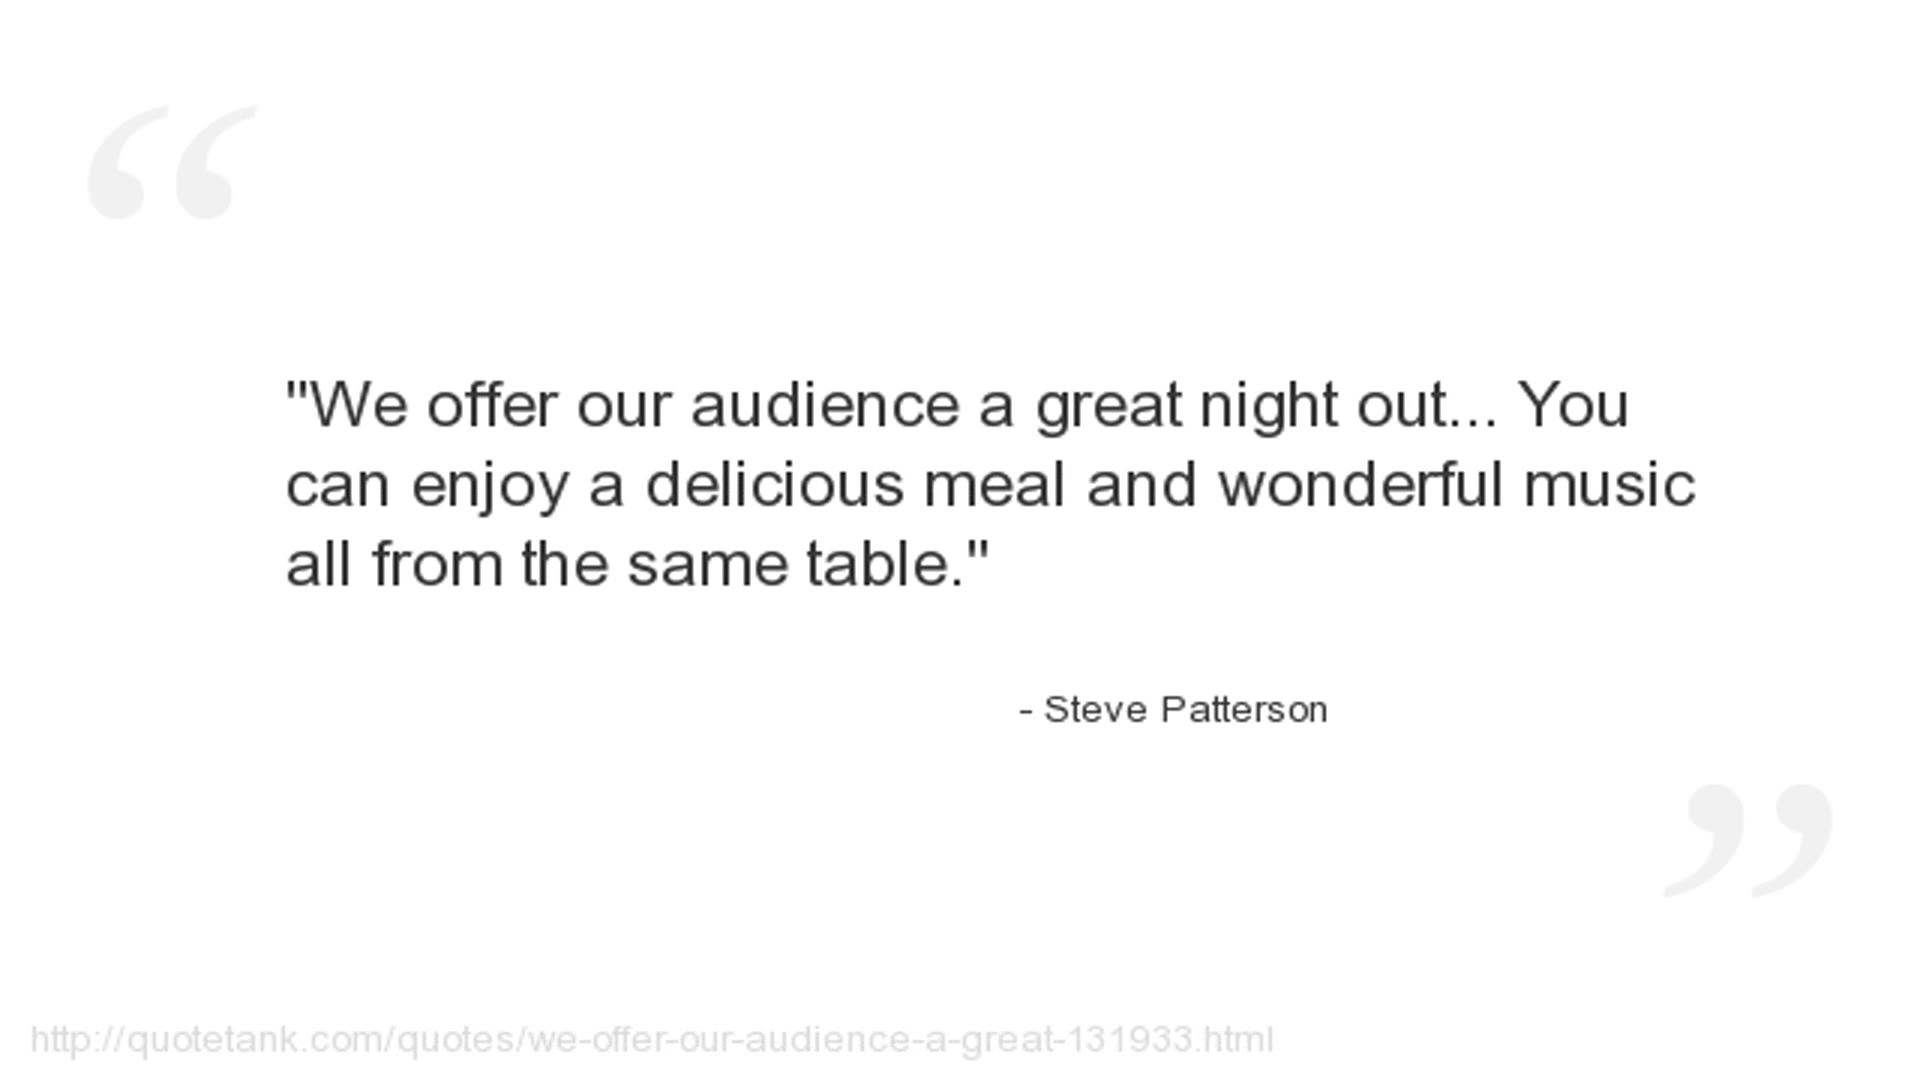 "We offer our audience a great night out... You
can enjoy a delicious meal and wonderful music
all from the same table."
- Steve Patterson
http://quotetank.com/quotes/we-offer-our-audience-a-great-131933.html